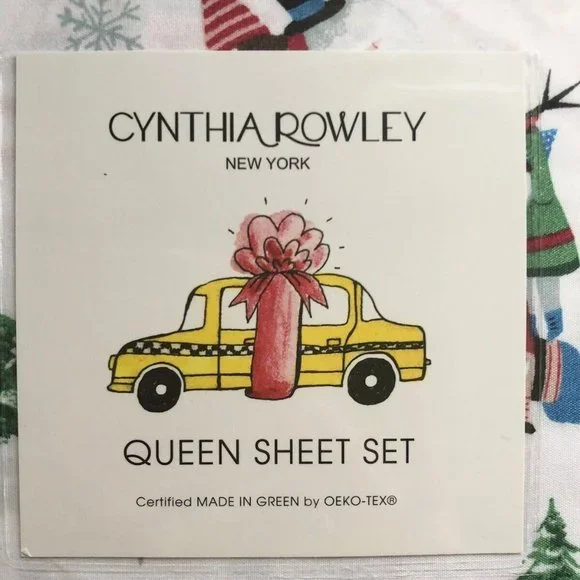 CYNTHIA ROWLEY
NEW YORK
QUEEN SHEET SET
Certified MADE IN GREEN by OEKO-TEX®